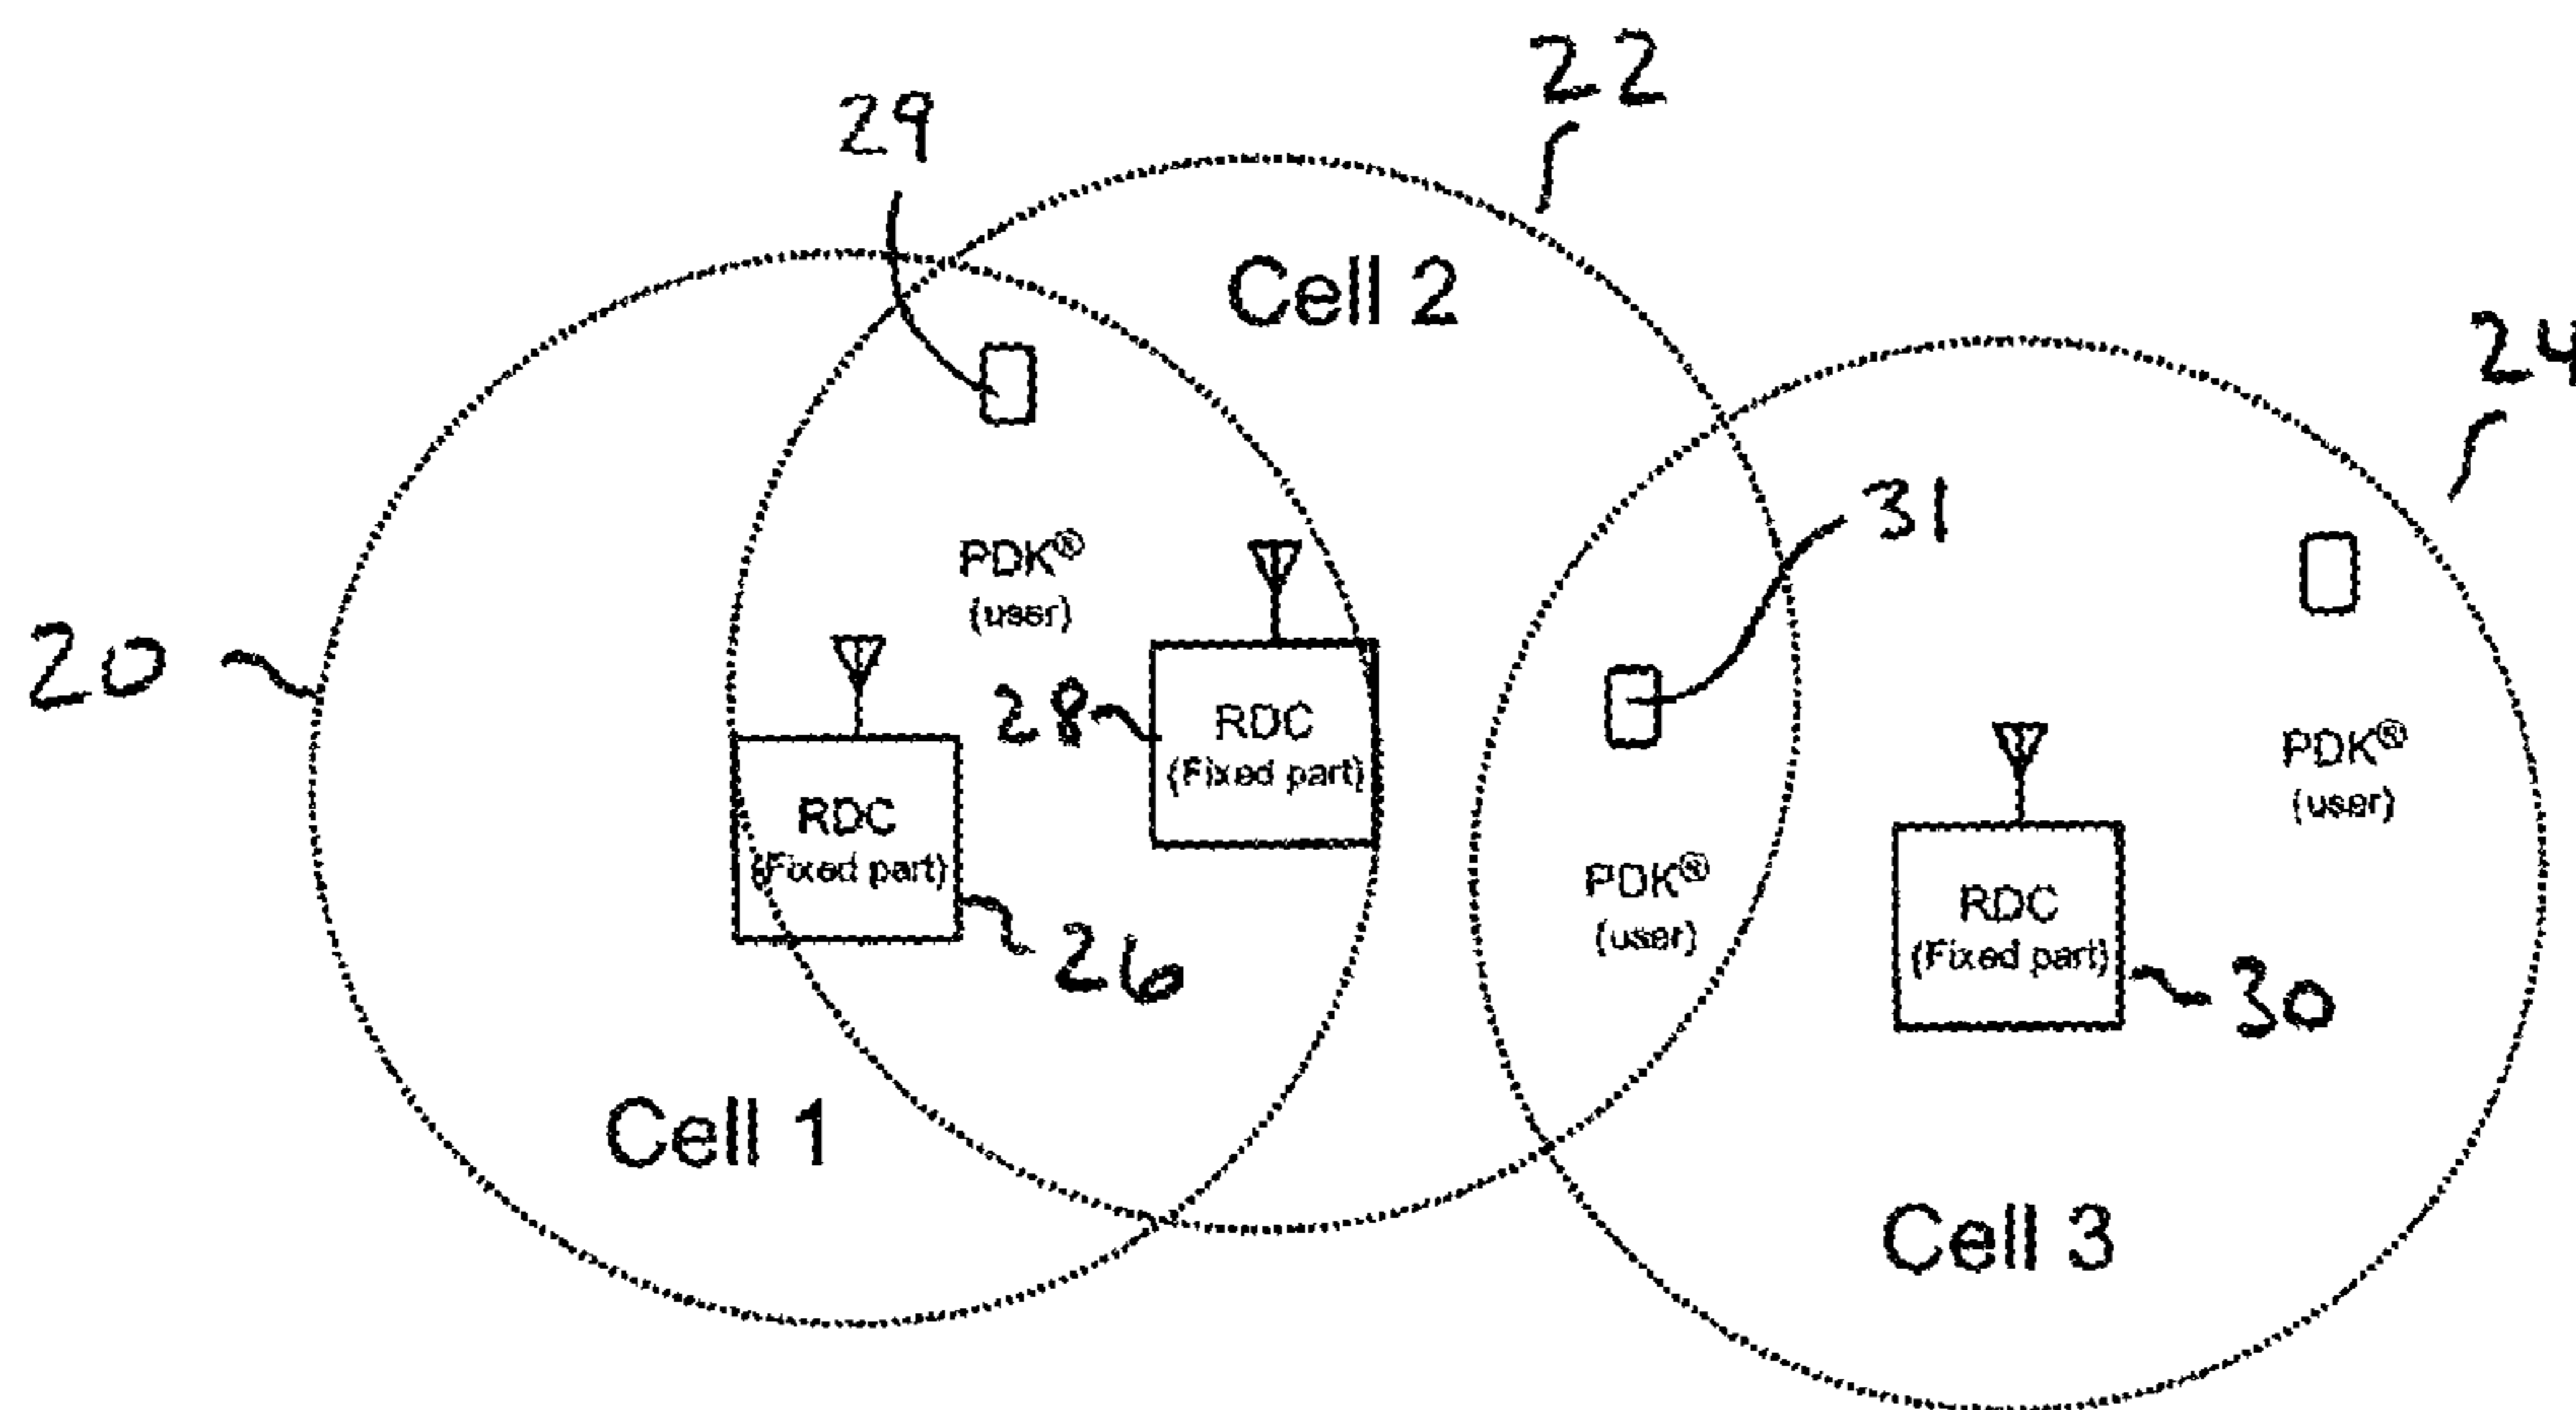 22
29
Cell 2
24
31
PDK®
(user)
20
28
RDC
(Fixed part)
PDK®
(user)
RDC
(Fixed part)
26
PDK®
(user)
RDC
(Fixed part)
30
Cell 1
Cell 3